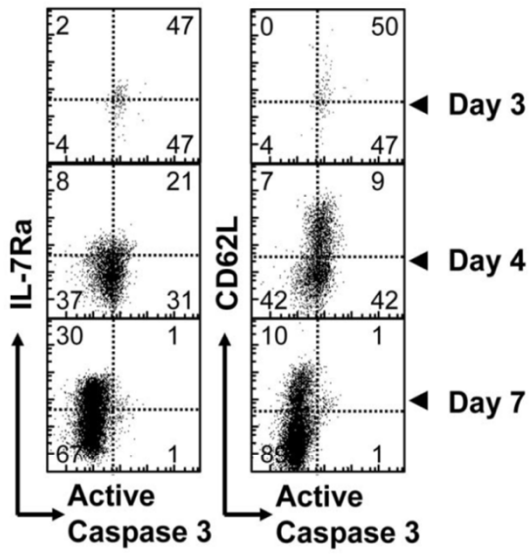 2 47 0 50
4 47 4 47
Day 3
8 21 7 9
37 31 42 42
Day 4
30 1 10 1
67 1 1
Day 7
IL-7Ra
CD62L
Active
Caspase 3
Active
Caspase 3